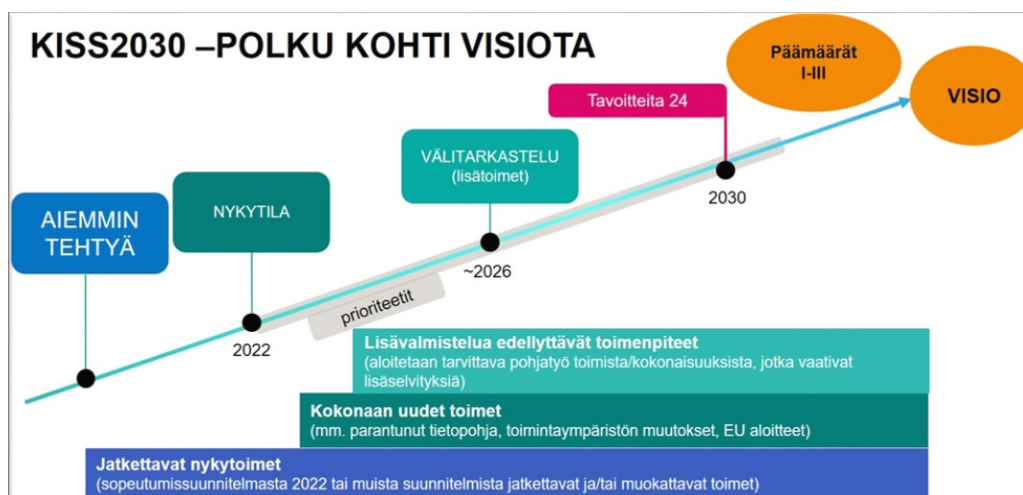 KISS2030 –POLKU KOHTI VISIOTA
Päämäärät
I-III
VISIO
Tavoitteita 24
VÄLITARKASTELU
(lisätoimet)
NYKYTILA
AIEMMIN
TEHTYÄ
2030
~2026
prioriteetit
2022
Lisävalmistelua edellyttävät toimenpiteet
(aloitetaan tarvittava pohjatyö toimista/kokonaisuuksista, jotka vaativat
lisäselvityksiä)
Kokonaan uudet toimet
(mm. parantunut tietopohja, toimintaympäristön muutokset, EU aloitteet)
Jatkettavat nykytoimet
(sopeutumissuunnitelmasta 2022 tai muista suunnitelmista jatkettavat ja/tai muokattavat toimet)